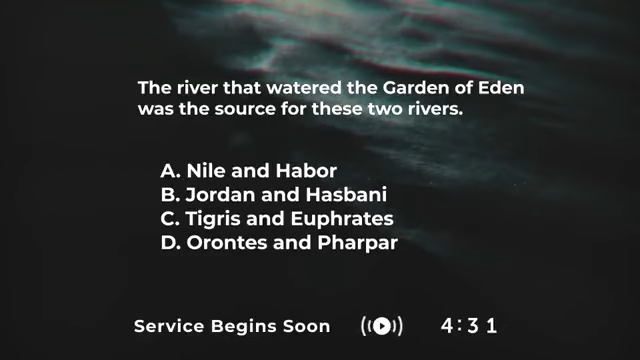 The river that watered the Garden of Eden
was the source for these two rivers.
A. Nile and Habor
B. Jordan and Hasbani
C. Tigris and Euphrates
D. Orontes and Pharpar
Service Begins Soon 4:31